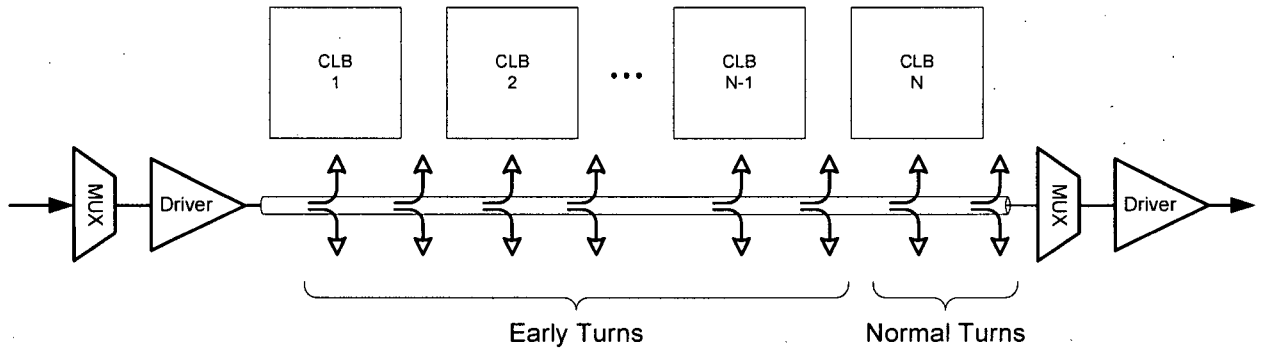 CLB
1
CLB
2
...
CLB
N-1
CLB
N
MUX
Driver
MUX
Driver
Early Turns
Normal Turns